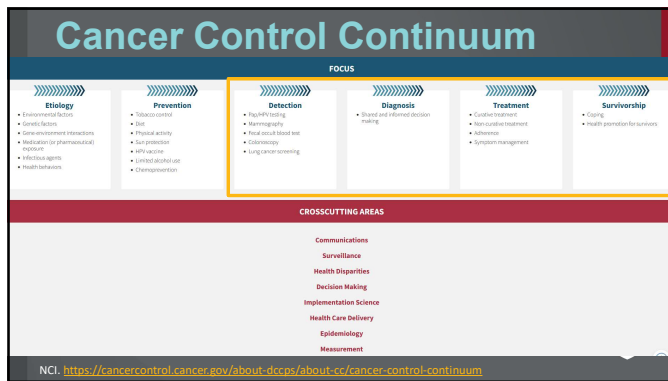 Cancer Control Continuum
FOCUS
Etiology
• Environmental factors
• Genetic factors
• Gene-environment interactions
• Medication (or pharmaceutical)
exposure
• Infectious agents
• Health behaviors
Prevention
• Tobacco control
• Diet
• Physical activity
• Sun protection
• HPV vaccine
• Limited alcohol use
• Chemoprevention
Detection
• Pap/HPV testing
• Mammography
• Fecal occult blood test
• Colonoscopy
• Lung cancer screening
Diagnosis
• Shared and informed decision
making
Treatment
• Curative treatment
• Non-curative treatment
• Adherence
• Symptom management
Survivorship
• Coping
• Health promotion for survivors
CROSSCUTTING AREAS
Communications
Surveillance
Health Disparities
Decision Making
Implementation Science
Health Care Delivery
Epidemiology
Measurement
NCI. https://cancercontrol.cancer.gov/about-dccps/about-cc/cancer-control-continuum